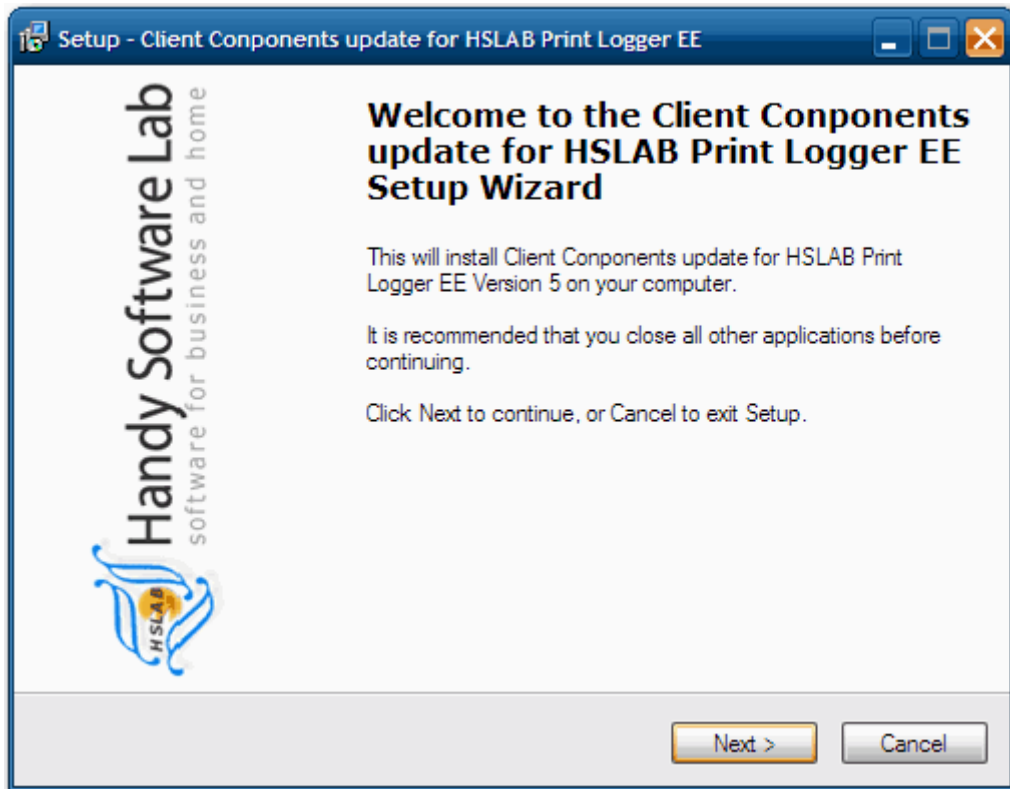 Setup - Client Conponents update for HSLAB Print Logger EE
Handy Software Lab
software for business and home
HSLAB
Welcome to the Client Conponents
update for HSLAB Print Logger EE
Setup Wizard
This will install Client Components update for HSLAB Print
Logger EE Version 5 on your computer.
It is recommended that you close all other applications before
continuing.
Click Next to continue, or Cancel to exit Setup.
Next >
Cancel